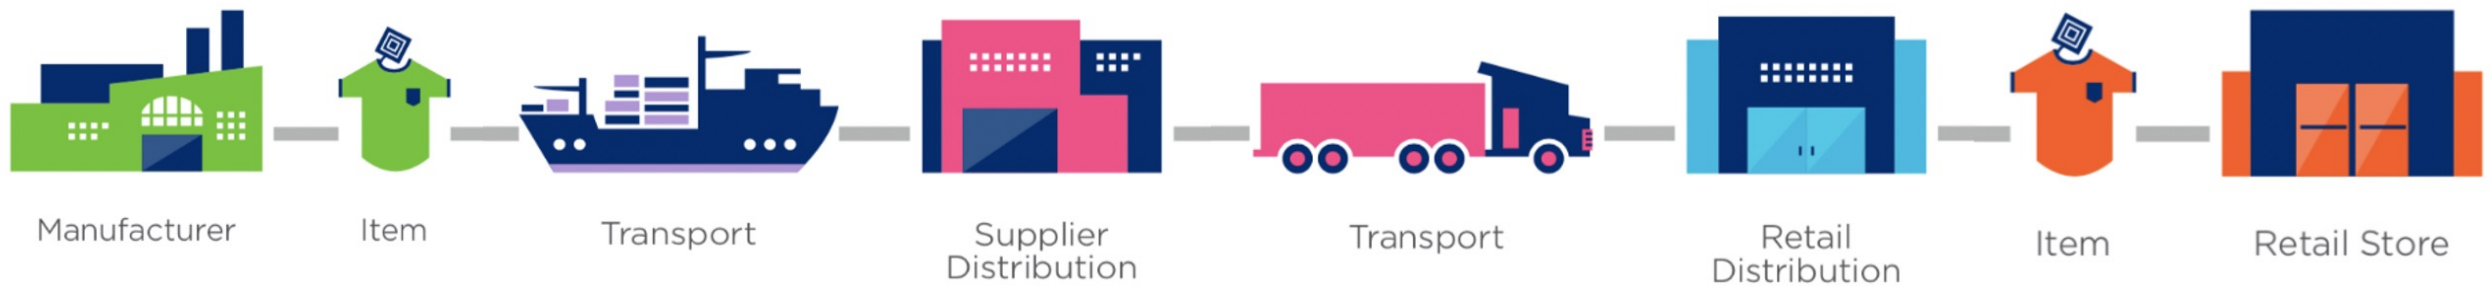 Manufacturer
Item
Transport
Supplier
Distribution
Transport
Retail
Distribution
Item
Retail Store